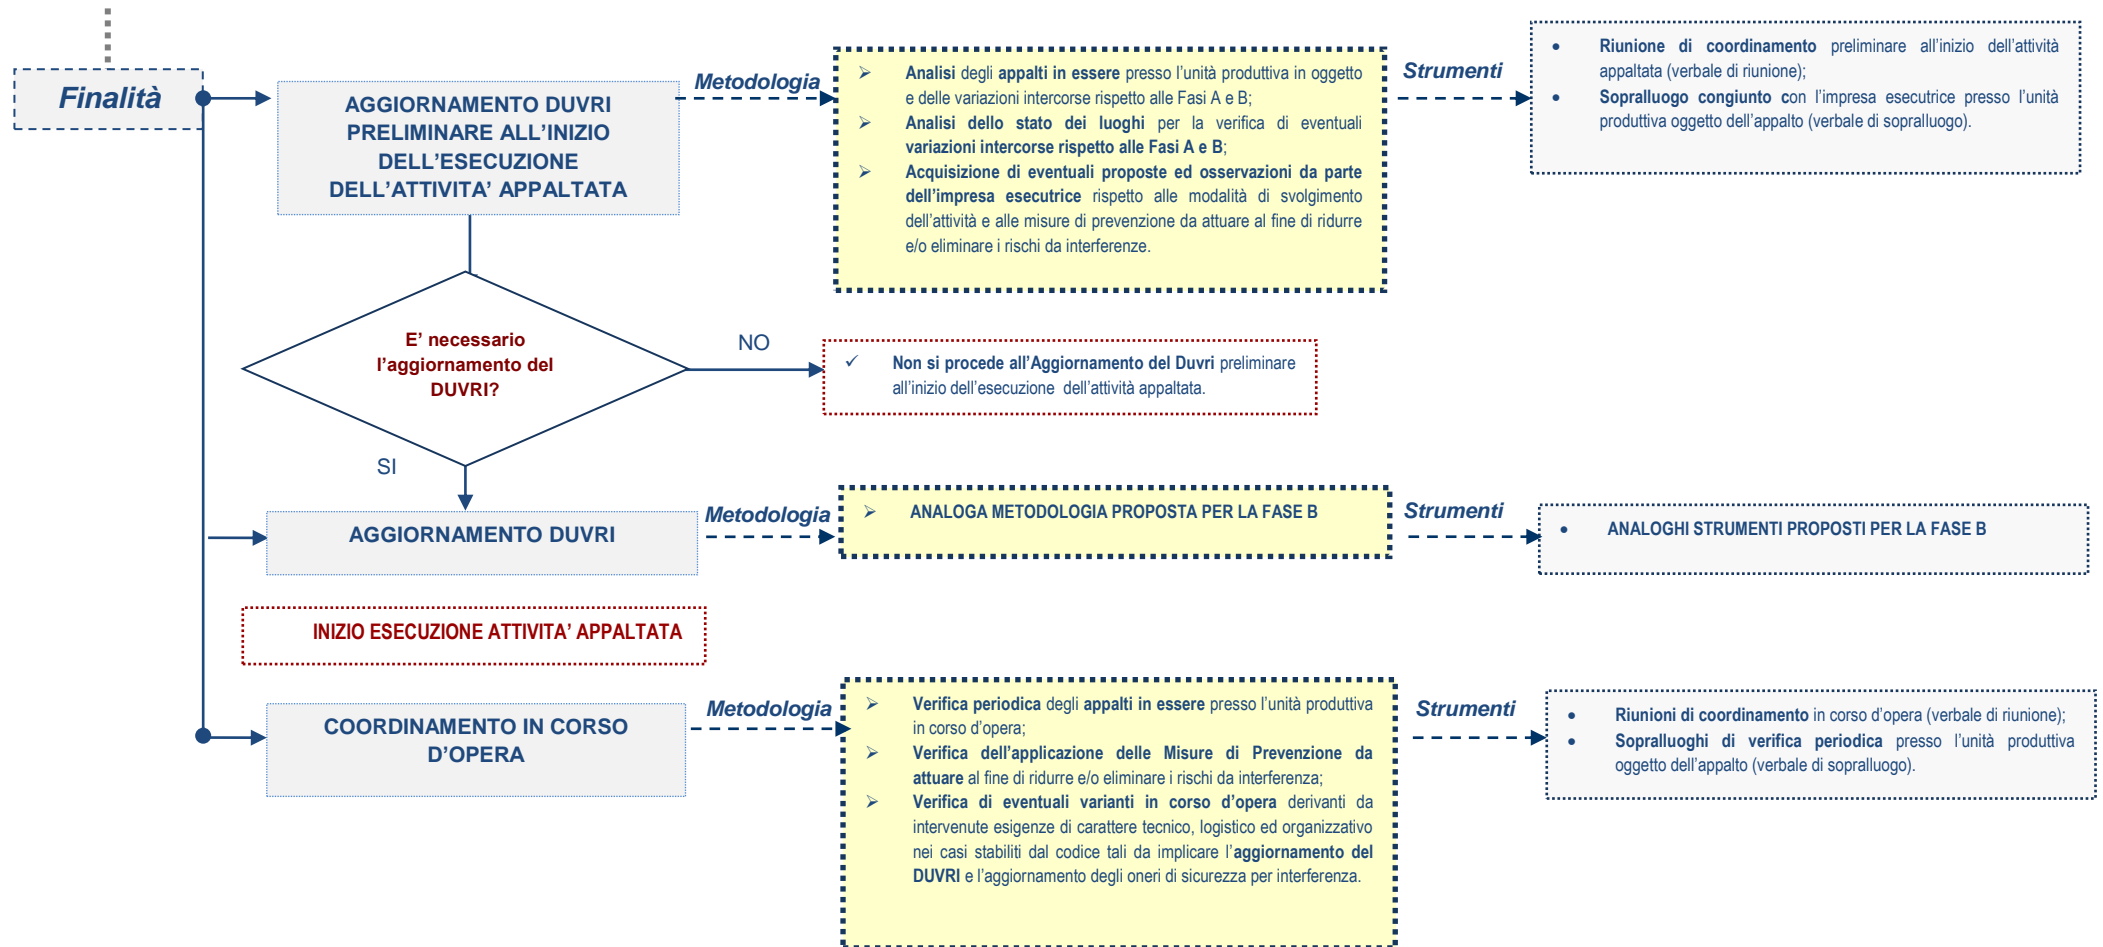 Finalità
AGGIORNAMENTO DUVRI
PRELIMINARE ALL’INIZIO
DELL’ESECUZIONE
DELL’ATTIVITA’ APPALTATA
Metodologia
➢ Analisi degli appalti in essere presso l’unità produttiva in oggetto
e delle variazioni intercorse rispetto alle Fasi A e B;
➢ Analisi dello stato dei luoghi per la verifica di eventuali
variazioni intercorse rispetto alle Fasi A e B;
➢ Acquisizione di eventuali proposte ed osservazioni da parte
dell’impresa esecutrice rispetto alle modalità di svolgimento
dell’attività e alle misure di prevenzione da attuare al fine di ridurre
e/o eliminare i rischi da interferenze.
Strumenti
• Riunione di coordinamento preliminare all’inizio dell’attività
appaltata (verbale di riunione);
• Sopralluogo congiunto con l’impresa esecutrice presso l’unità
produttiva oggetto dell’appalto (verbale di sopralluogo).
E’ necessario
l’aggiornamento del
DUVRI?
NO
✓ Non si procede all’Aggiornamento del Duvri preliminare
all’inizio dell’esecuzione dell’attività appaltata.
SI
AGGIORNAMENTO DUVRI
Metodologia
➢ ANALOGA METODOLOGIA PROPOSTA PER LA FASE B
Strumenti
• ANALOGHI STRUMENTI PROPOSTI PER LA FASE B
INIZIO ESECUZIONE ATTIVITA’ APPALTATA
COORDINAMENTO IN CORSO
D’OPERA
Metodologia
➢ Verifica periodica degli appalti in essere presso l’unità produttiva
in corso d’opera;
➢ Verifica dell’applicazione delle Misure di Prevenzione da
attuare al fine di ridurre e/o eliminare i rischi da interferenza;
➢ Verifica di eventuali varianti in corso d’opera derivanti da
intervenute esigenze di carattere tecnico, logistico ed organizzativo
nei casi stabiliti dal codice tali da implicare l’aggiornamento del
DUVRI e l’aggiornamento degli oneri di sicurezza per interferenza.
Strumenti
• Riunioni di coordinamento in corso d’opera (verbale di riunione);
• Sopralluoghi di verifica periodica presso l’unità produttiva
oggetto dell’appalto (verbale di sopralluogo).